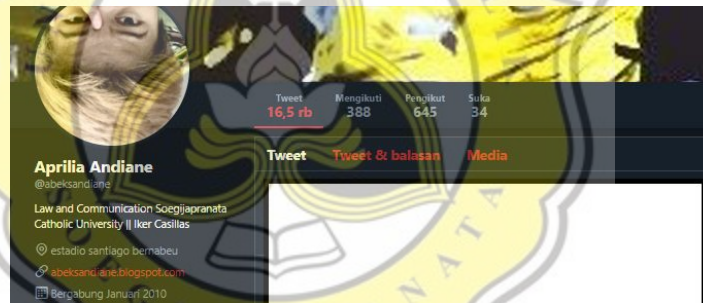 Tweet Mengikuti Pengikut Suka
16,5 rb 388 645 34
Tweet Tweet & balasan Media
Aprilia Andiane
@abeksandiane
Law and Communication Soegijapranata
Catholic University || Iker Casillas
estadio santiago bernabeu
abeksandiane.blogspot.com
Bergabung Januari 2010
NATA